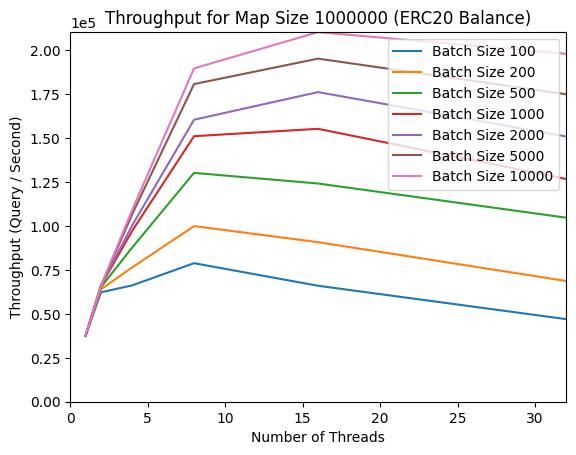 Throughput for Map Size 1000000 (ERC20 Balance)
1e5
2.00
1.75
1.50
1.25
1.00
0.75
0.50
0.25
0.00
Throughput (Query / Second)
Batch Size 100
Batch Size 200
Batch Size 500
Batch Size 1000
Batch Size 2000
Batch Size 5000
Batch Size 10000
0 5 10 15 20 25 30
Number of Threads